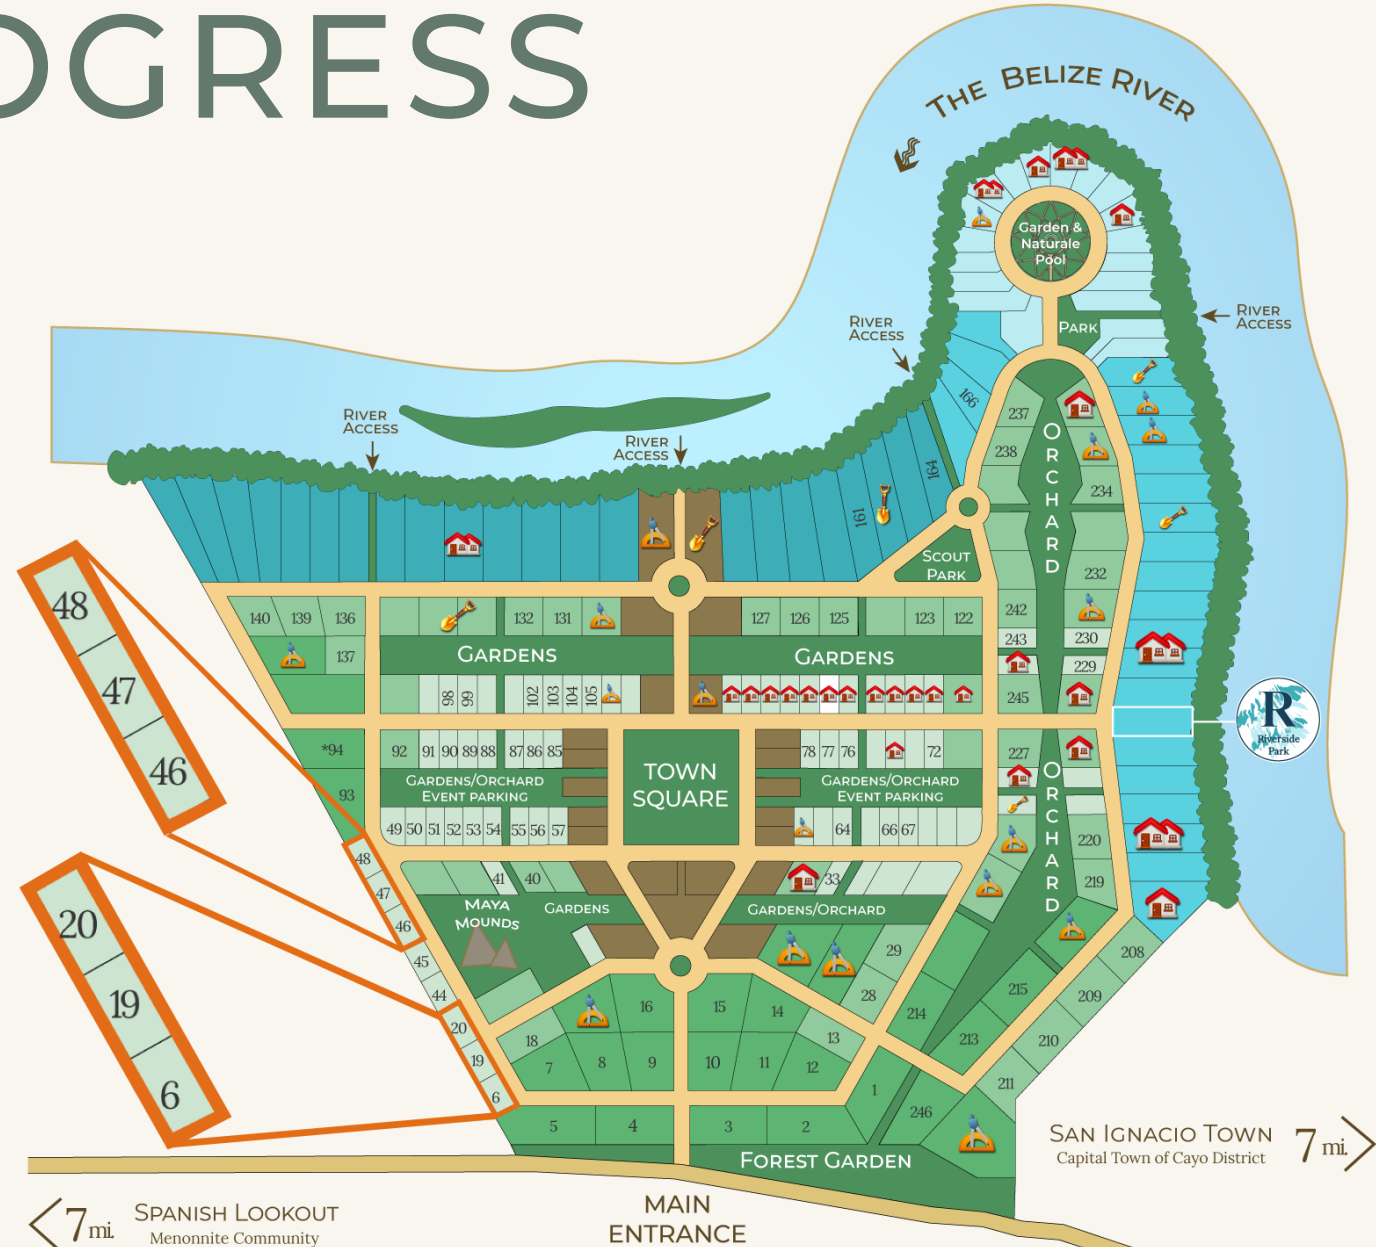 OGRESS
THE BELIZE RIVER
Garden &
Naturale
Pool
RIVER
ACCESS
PARK
RIVER
ACCESS
RIVER
ACCESS
RIVER
ACCESS
166
164
161
237
238
234
ORCHARD
SCOUT
PARK
232
242
243
230
229
245
140 139 136
137
132 131
127 126 125 123 122
GARDENS
GARDENS
98 99 102 103 104 105
48
47
46
*94
93
92 91 90 89 88 87 86 85
78 77 76 72
GARDENS/ORCHARD
EVENT PARKING
TOWN
SQUARE
GARDENS/ORCHARD
EVENT PARKING
49 50 51 52 53 54 55 56 57
64 66 67
227
ORCHARD
220
219
R
Riverside
Park
48
47
46
45
44
20
19
6
41 40
MAYA
MOUNDS
GARDENS
33
GARDENS/ORCHARD
29
28
20
19
6
18
16
15
14
13
7 8 9 10 11 12
5 4 3 2
1
246
208
209
210
211
215
214
213
FOREST GARDEN
SAN IGNACIO TOWN
Capital Town of Cayo District
7 mi.
7 mi.
SPANISH LOOKOUT
Menonnite Community
MAIN
ENTRANCE